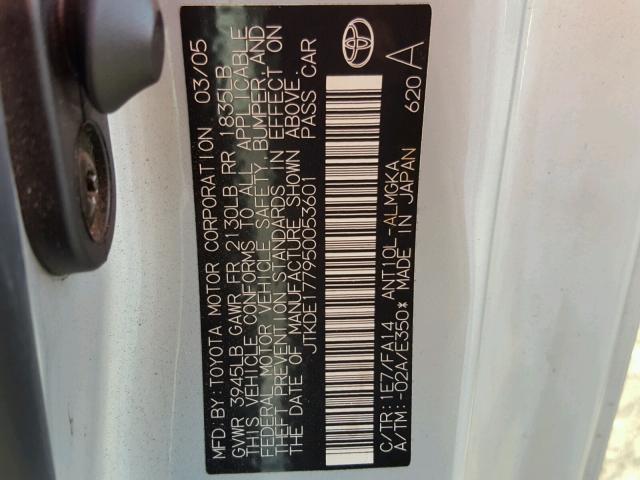 MFD. BY: TOYOTA MOTOR CORPORATION 03/05
GVWR 3945LB GAWR FR 2130LB RR 1835LB
THIS VEHICLE CONFORMS TO ALL APPLICABLE
FEDERAL MOTOR VEHICLE SAFETY, BUMPER, AND
THEFT PREVENTION STANDARDS IN EFFECT ON
THE DATE OF MANUFACTURE SHOWN ABOVE.
JTKDE177950053601 PASS CAR
C/TR: 1E7/FA14 ANT10L-ALMGKA
A/TM: -02A/E350* MADE IN JAPAN 620 A